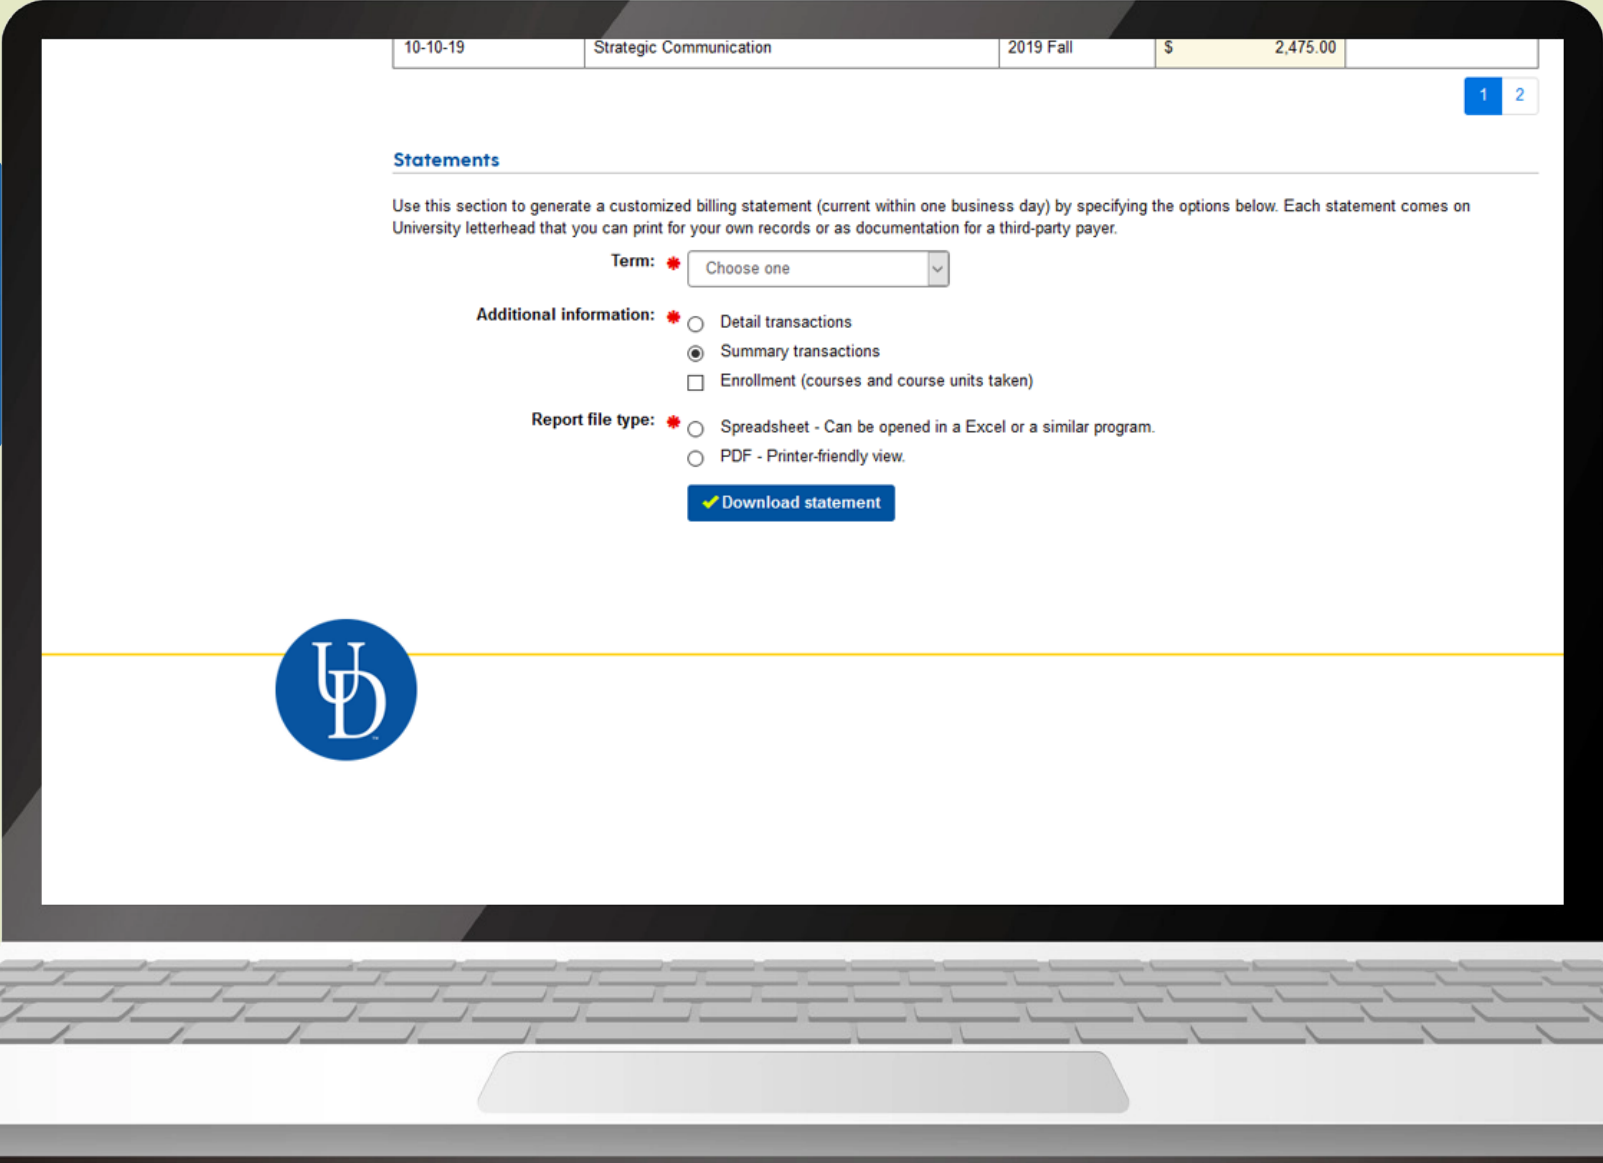 10-10-19 Strategic Communication 2019 Fall $ 2,475.00
1 2
Statements
Use this section to generate a customized billing statement (current within one business day) by specifying the options below. Each statement comes on
University letterhead that you can print for your own records or as documentation for a third-party payer.
Term: Choose one
Additional information: Detail transactions
Summary transactions
Enrollment (courses and course units taken)
Report file type: Spreadsheet - Can be opened in a Excel or a similar program.
PDF - Printer-friendly view.
Download statement
UD